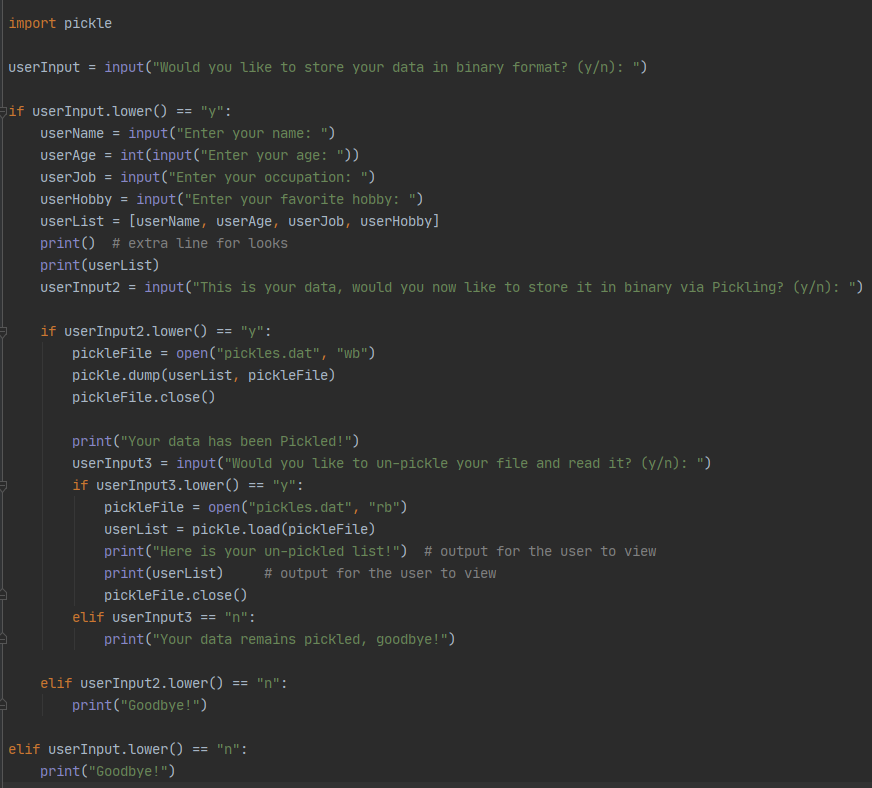 import pickle
userInput = input("Would you like to store your data in binary format? (y/n): ")
if userInput.lower() == "y":
    userName = input("Enter your name: ")
    userAge = int(input("Enter your age: "))
    userJob = input("Enter your occupation: ")
    userHobby = input("Enter your favorite hobby: ")
    userList = [userName, userAge, userJob, userHobby]
    print()  # extra line for looks
    print(userList)
    userInput2 = input("This is your data, would you now like to store it in binary via Pickling? (y/n): ")
    if userInput2.lower() == "y":
        pickleFile = open("pickles.dat", "wb")
        pickle.dump(userList, pickleFile)
        pickleFile.close()
        print("Your data has been Pickled!")
        userInput3 = input("Would you like to un-pickle your file and read it? (y/n): ")
        if userInput3.lower() == "y":
            pickleFile = open("pickles.dat", "rb")
            userList = pickle.load(pickleFile)
            print("Here is your un-pickled list!")  # output for the user to view
            print(userList)     # output for the user to view
            pickleFile.close()
        elif userInput3 == "n":
            print("Your data remains pickled, goodbye!")
    elif userInput2.lower() == "n":
        print("Goodbye!")
elif userInput.lower() == "n":
    print("Goodbye!")